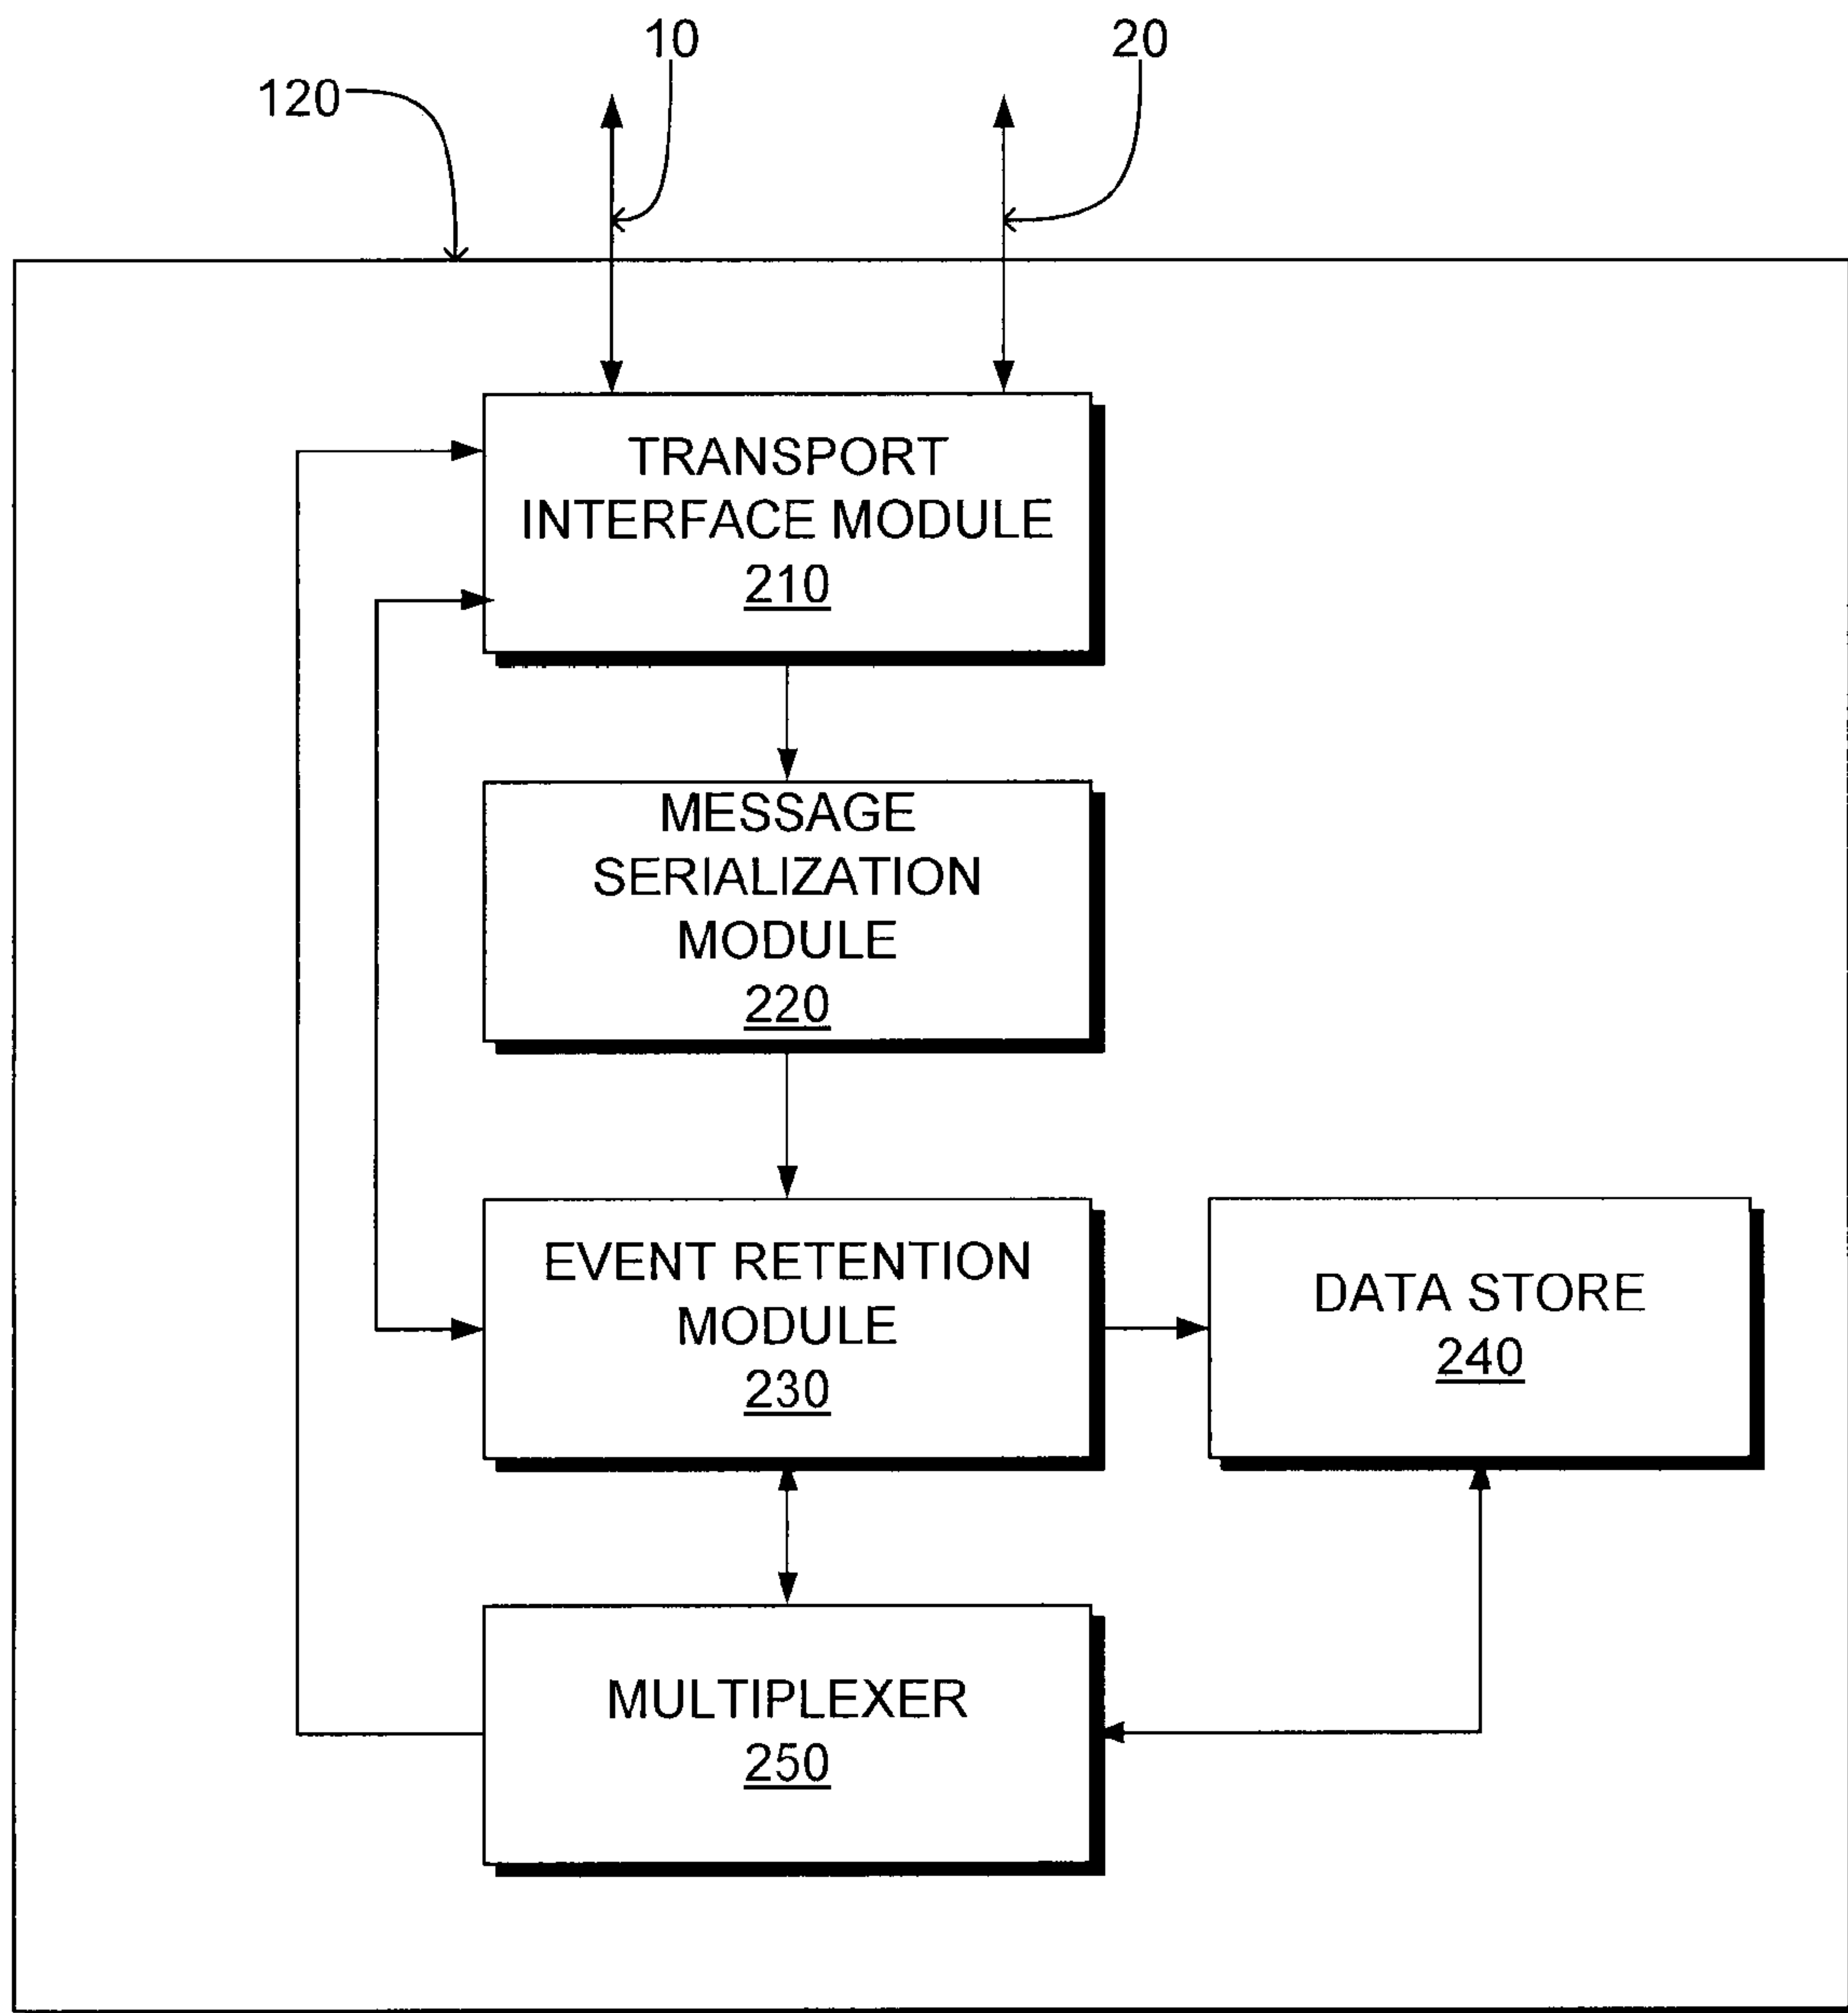 10
20
120
TRANSPORT
INTERFACE MODULE
210
MESSAGE
SERIALIZATION
MODULE
220
EVENT RETENTION
MODULE
230
DATA STORE
240
MULTIPLEXER
250